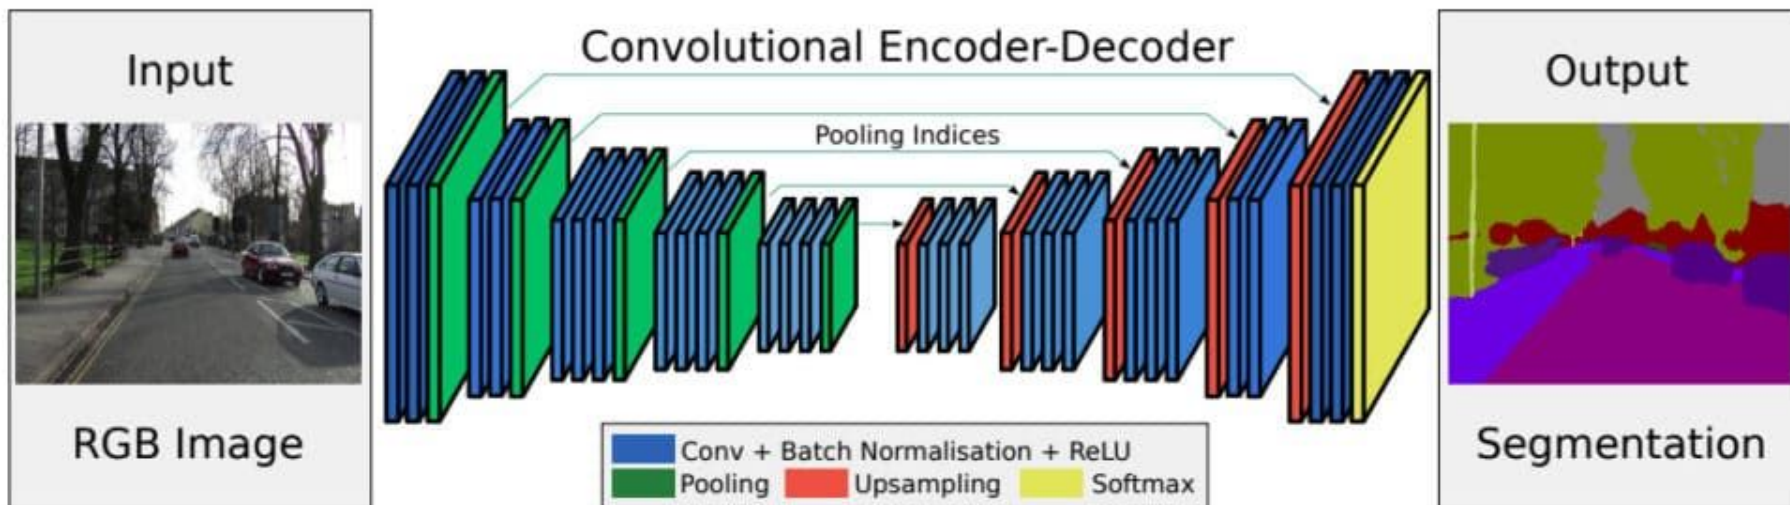 Input
RGB Image
Convolutional Encoder-Decoder
Pooling Indices
Conv + Batch Normalisation + ReLU
Pooling Upsampling Softmax
Output
Segmentation